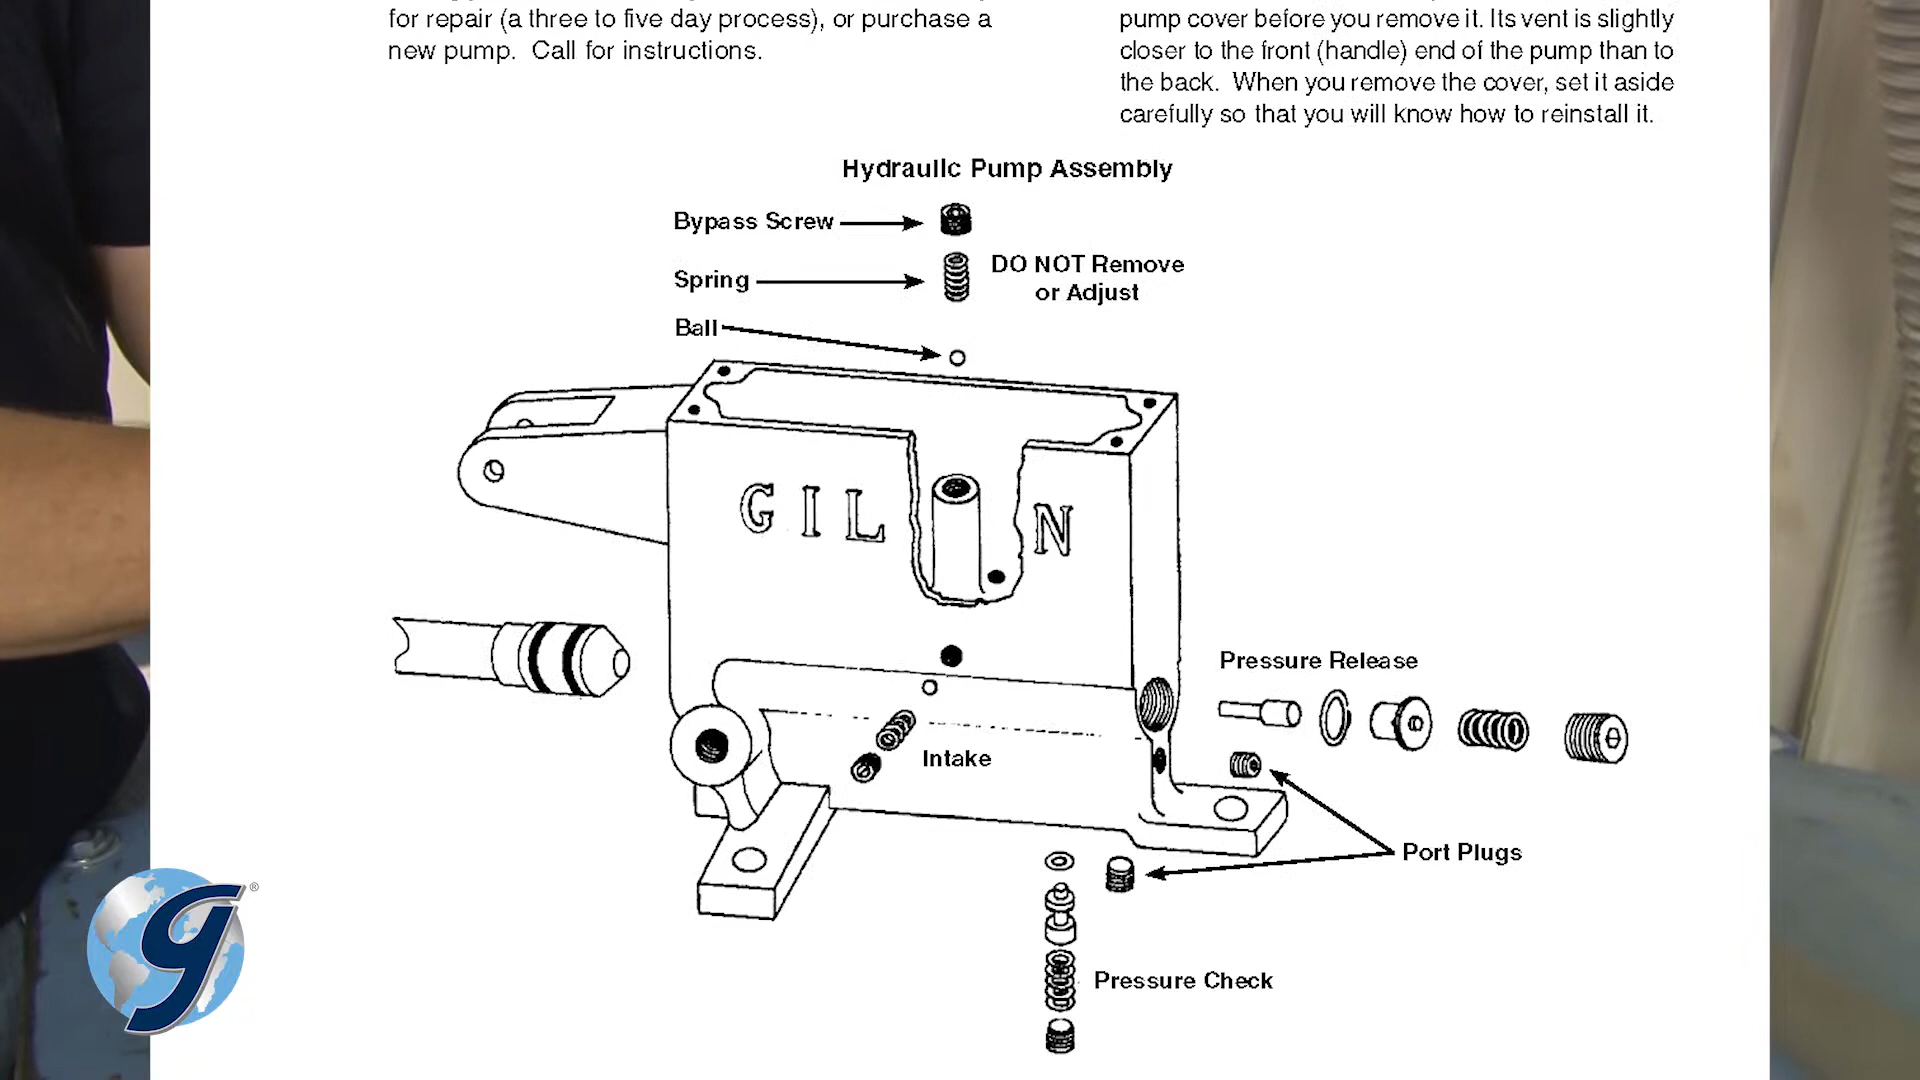 for repair (a three to five day process), or purchase a
new pump. Call for instructions.
pump cover before you remove it. Its vent is slightly
closer to the front (handle) end of the pump than to
the back. When you remove the cover, set it aside
carefully so that you will know how to reinstall it.
Hydraulic Pump Assembly
Bypass Screw
Spring
DO NOT Remove
or Adjust
Ball
GIL N
Pressure Release
Intake
Port Plugs
Pressure Check
g®